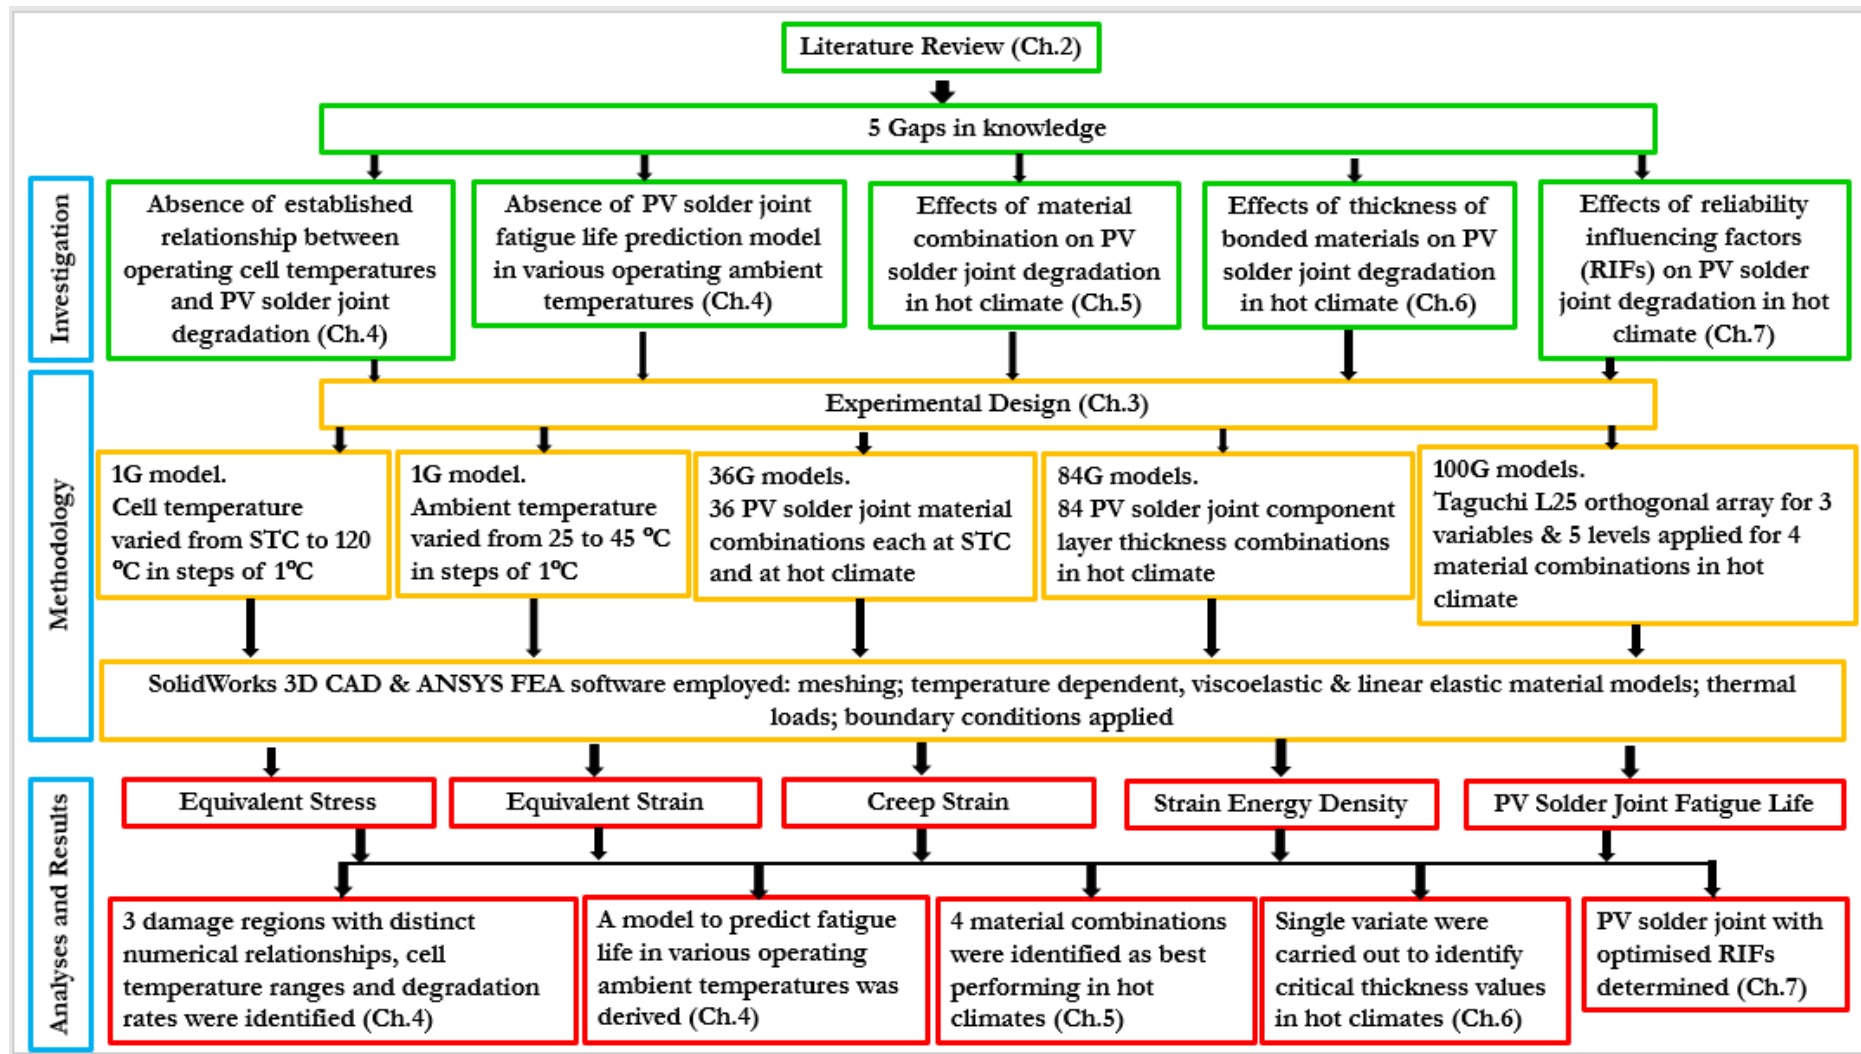 Literature Review (Ch.2)
5 Gaps in knowledge
Investigation
Absence of established
relationship between
operating cell temperatures
and PV solder joint
degradation (Ch.4)
Absence of PV solder joint
fatigue life prediction model
in various operating ambient
temperatures (Ch.4)
Effects of material
combination on PV
solder joint degradation
in hot climate (Ch.5)
Effects of thickness of
bonded materials on PV
solder joint degradation
in hot climate (Ch.6)
Effects of reliability
influencing factors
(RIFs) on PV solder
joint degradation in hot
climate (Ch.7)
Methodology
Experimental Design (Ch.3)
1G model.
Cell temperature
varied from STC to 120
°C in steps of 1°C
1G model.
Ambient temperature
varied from 25 to 45 °C
in steps of 1°C
36G models.
36 PV solder joint material
combinations each at STC
and at hot climate
84G models.
84 PV solder joint component
layer thickness combinations
in hot climate
100G models.
Taguchi L25 orthogonal array for 3
variables & 5 levels applied for 4
material combinations in hot
climate
SolidWorks 3D CAD & ANSYS FEA software employed: meshing; temperature dependent, viscoelastic & linear elastic material models; thermal
loads; boundary conditions applied
Analyses and Results
Equivalent Stress
Equivalent Strain
Creep Strain
Strain Energy Density
PV Solder Joint Fatigue Life
3 damage regions with distinct
numerical relationships, cell
temperature ranges and degradation
rates were identified (Ch.4)
A model to predict fatigue
life in various operating
ambient temperatures was
derived (Ch.4)
4 material combinations
were identified as best
performing in hot
climates (Ch.5)
Single variate were
carried out to identify
critical thickness values
in hot climates (Ch.6)
PV solder joint with
optimised RIFs
determined (Ch.7)